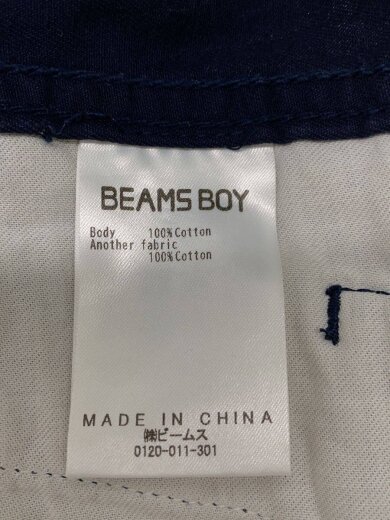 BEAMS BOY
Body 100%Cotton
Another fabric
100%Cotton
MADE IN CHINA
㈱ビームス
0120-011-301